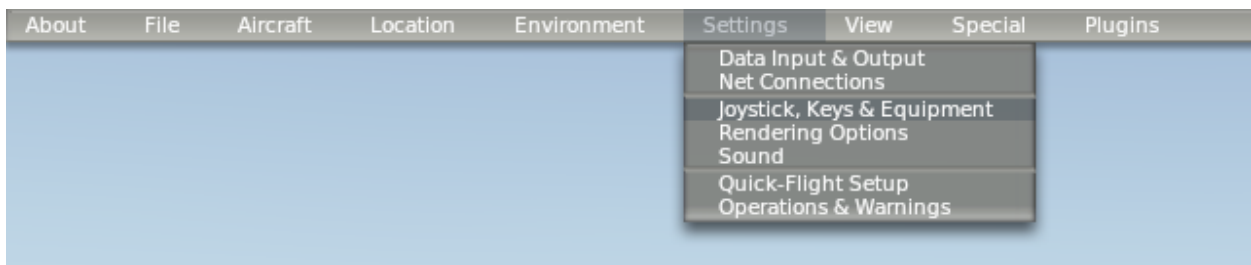 About File Aircraft Location Environment Settings View Special Plugins
Data Input & Output
Net Connections
Joystick, Keys & Equipment
Rendering Options
Sound
Quick-Flight Setup
Operations & Warnings